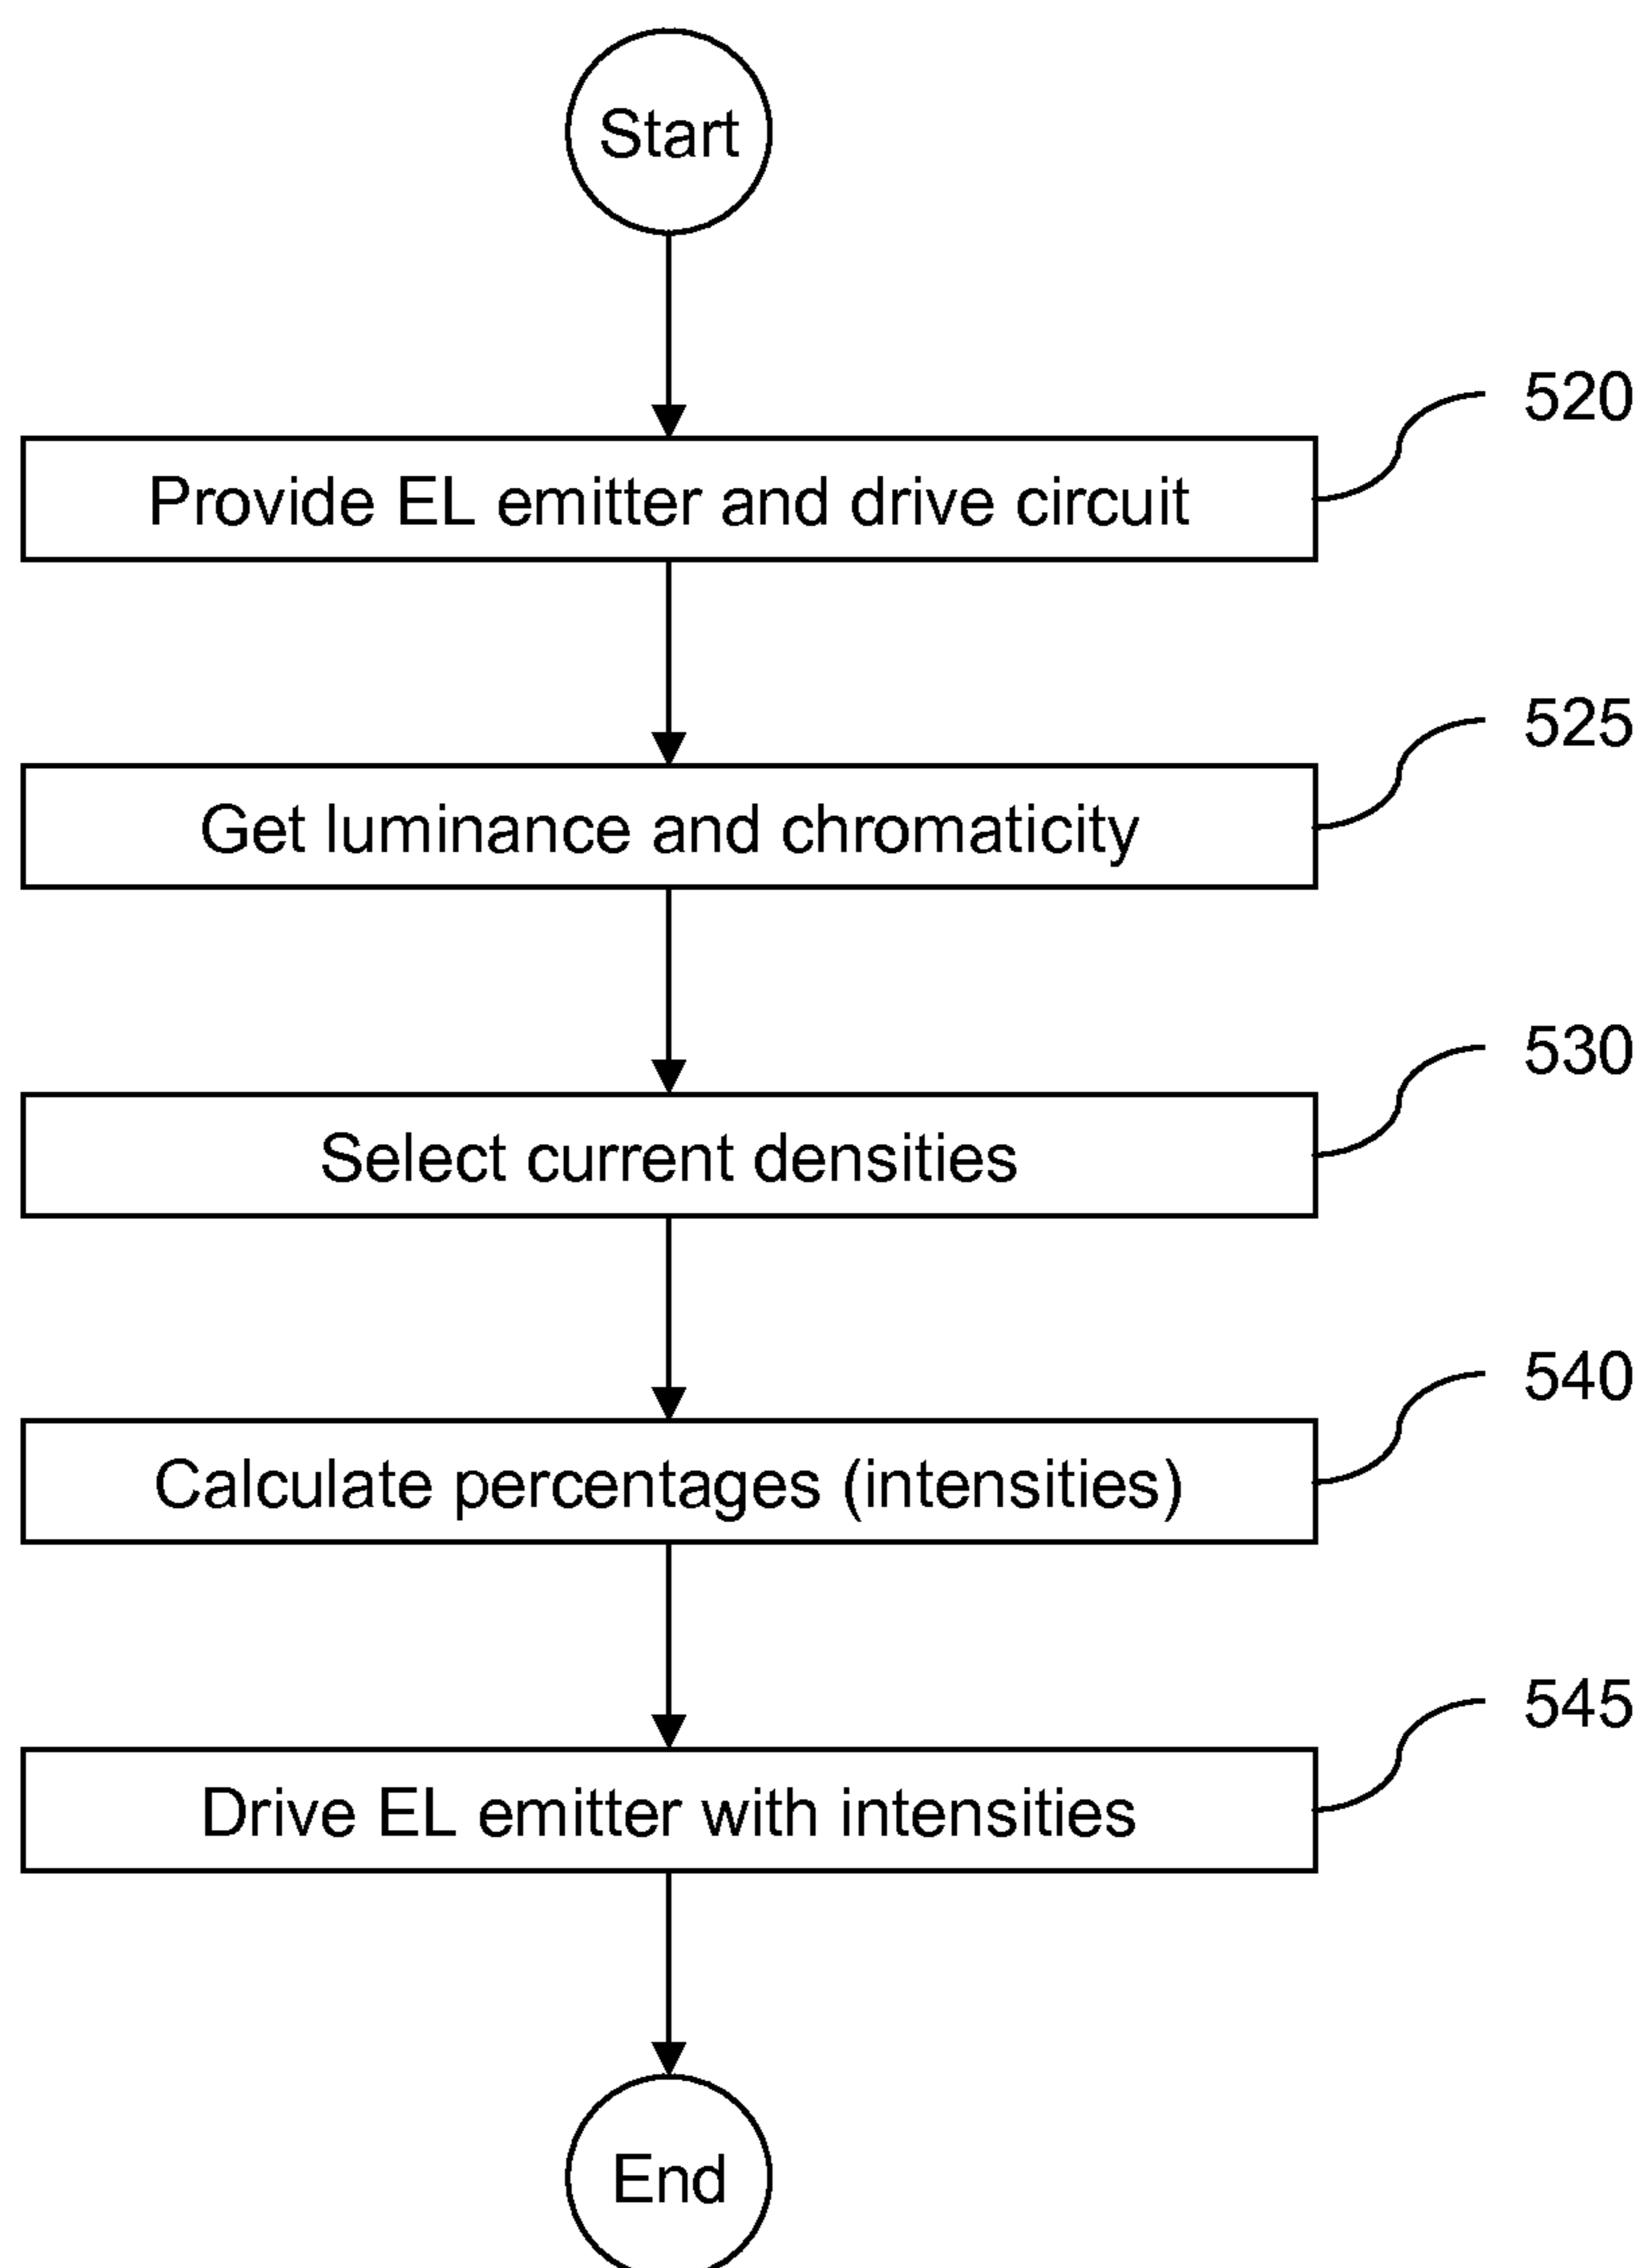 Start
520
Provide EL emitter and drive circuit
525
Get luminance and chromaticity
530
Select current densities
540
Calculate percentages (intensities)
545
Drive EL emitter with intensities
End